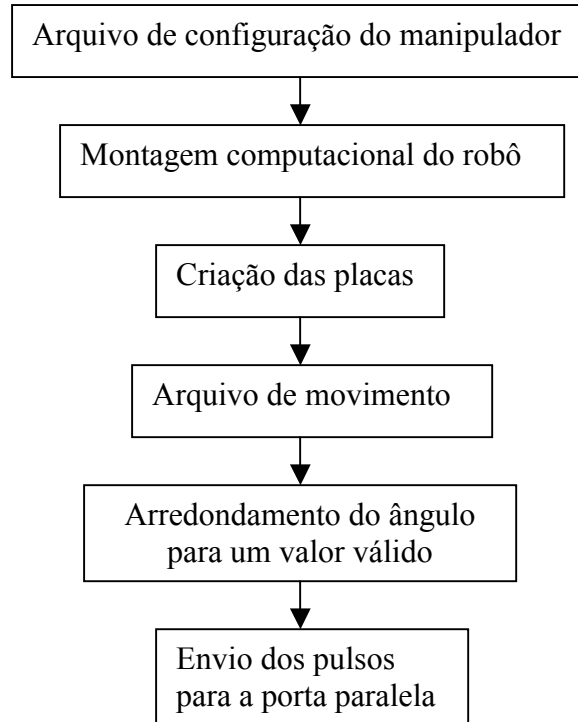 Arquivo de configuração do manipulador
Montagem computacional do robô
Criação das placas
Arquivo de movimento
Arredondamento do ângulo
para um valor válido
Envio dos pulsos
para a porta paralela